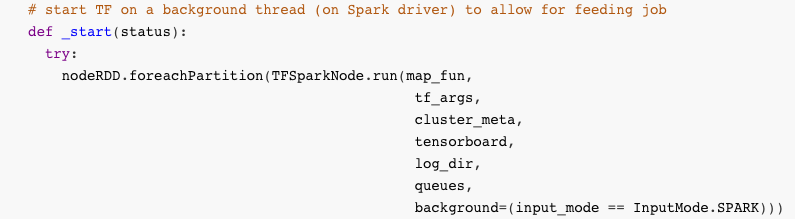 # start TF on a background thread (on Spark driver) to allow for feeding job
def _start(status):
try:
nodeRDD.foreachPartition(TFSparkNode.run(map_fun,
tf_args,
cluster_meta,
tensorboard,
log_dir,
queues,
background=(input_mode == InputMode.SPARK)))